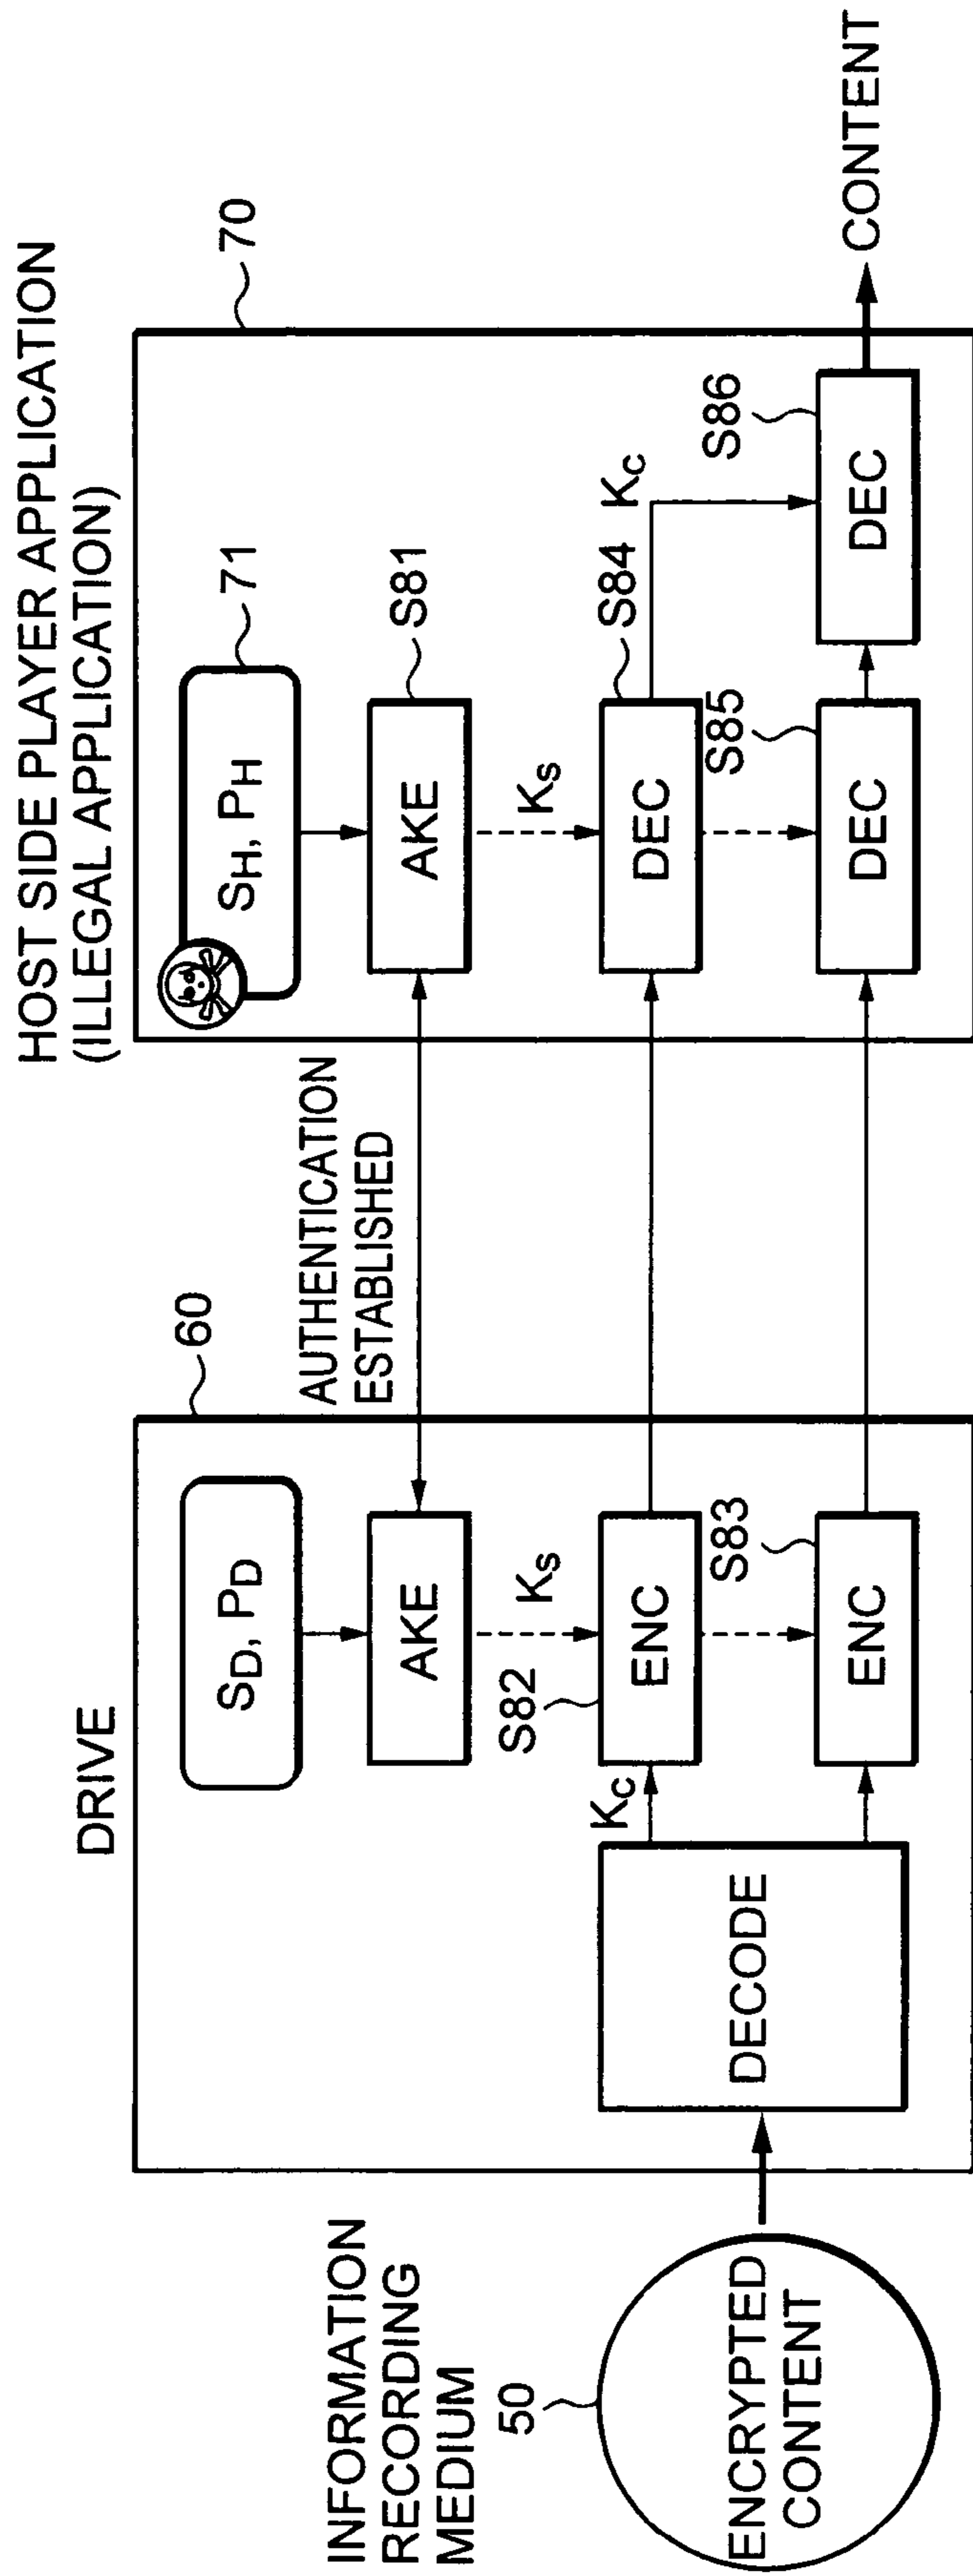 HOST SIDE PLAYER APPLICATION
(ILLEGAL APPLICATION)
DRIVE
INFORMATION
RECORDING
MEDIUM
50
ENCRYPTED
CONTENT
60
SD, PD
AKE
KS
S82
ENC
KC
DECODE
S83
ENC
AUTHENTICATION
ESTABLISHED
70
71
SH, PH
S81
AKE
KS
S84
DEC
KC
S85
DEC
S86
DEC
CONTENT